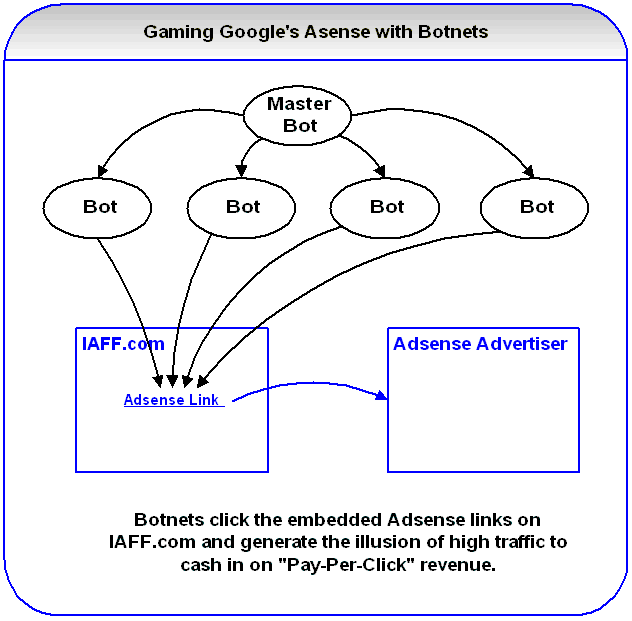 Gaming Google's Asense with Botnets
Master
Bot
Bot
Bot
Bot
Bot
IAFF.com
Adsense Advertiser
Adsense Link
Botnets click the embedded Adsense links on
IAFF.com and generate the illusion of high traffic to
cash in on "Pay-Per-Click" revenue.